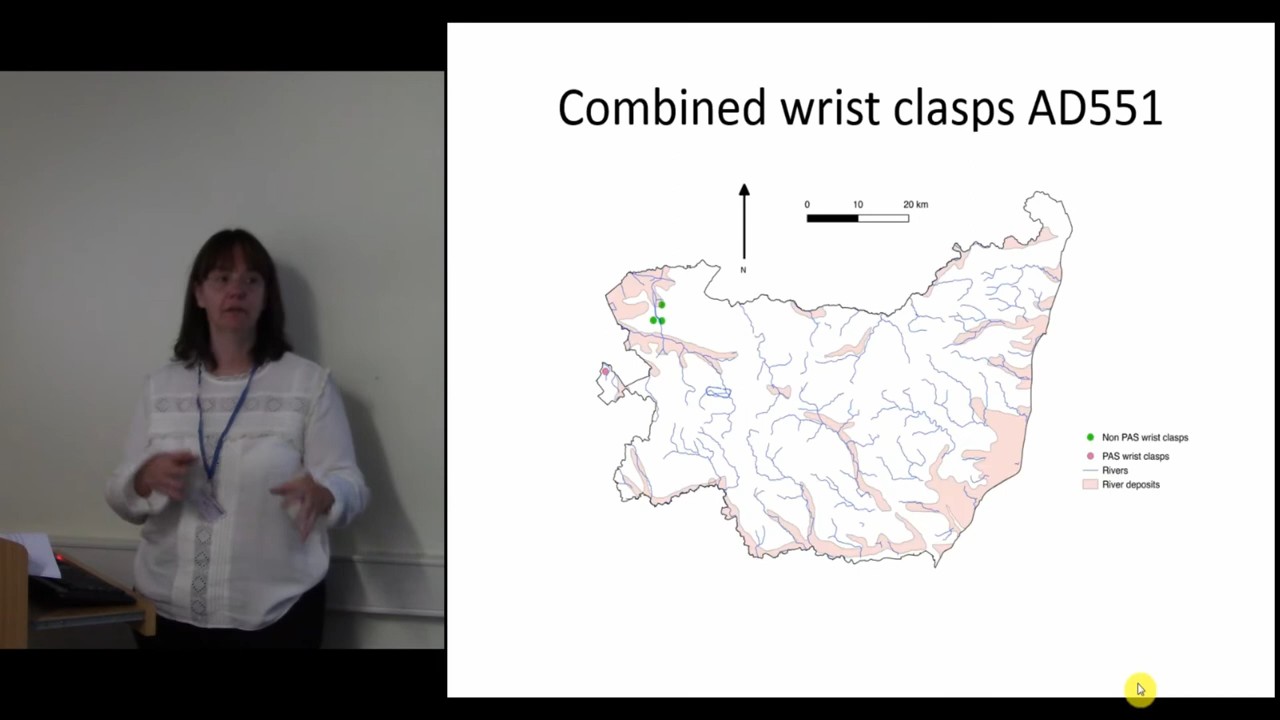 Combined wrist clasps AD551
0 10 20 km
N
Non PAS wrist clasps
PAS wrist clasps
Rivers
River deposits